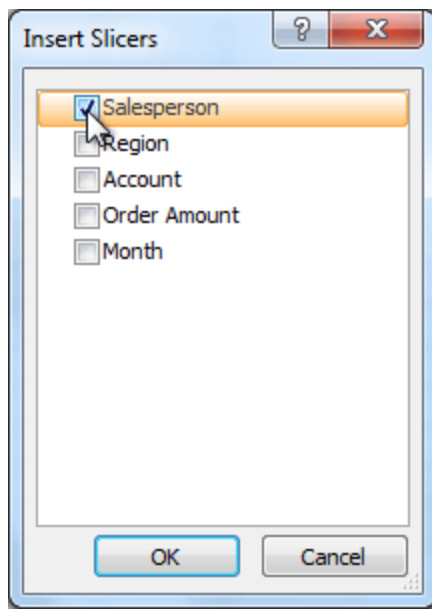 Insert Slicers
Salesperson
Region
Account
Order Amount
Month
OK Cancel